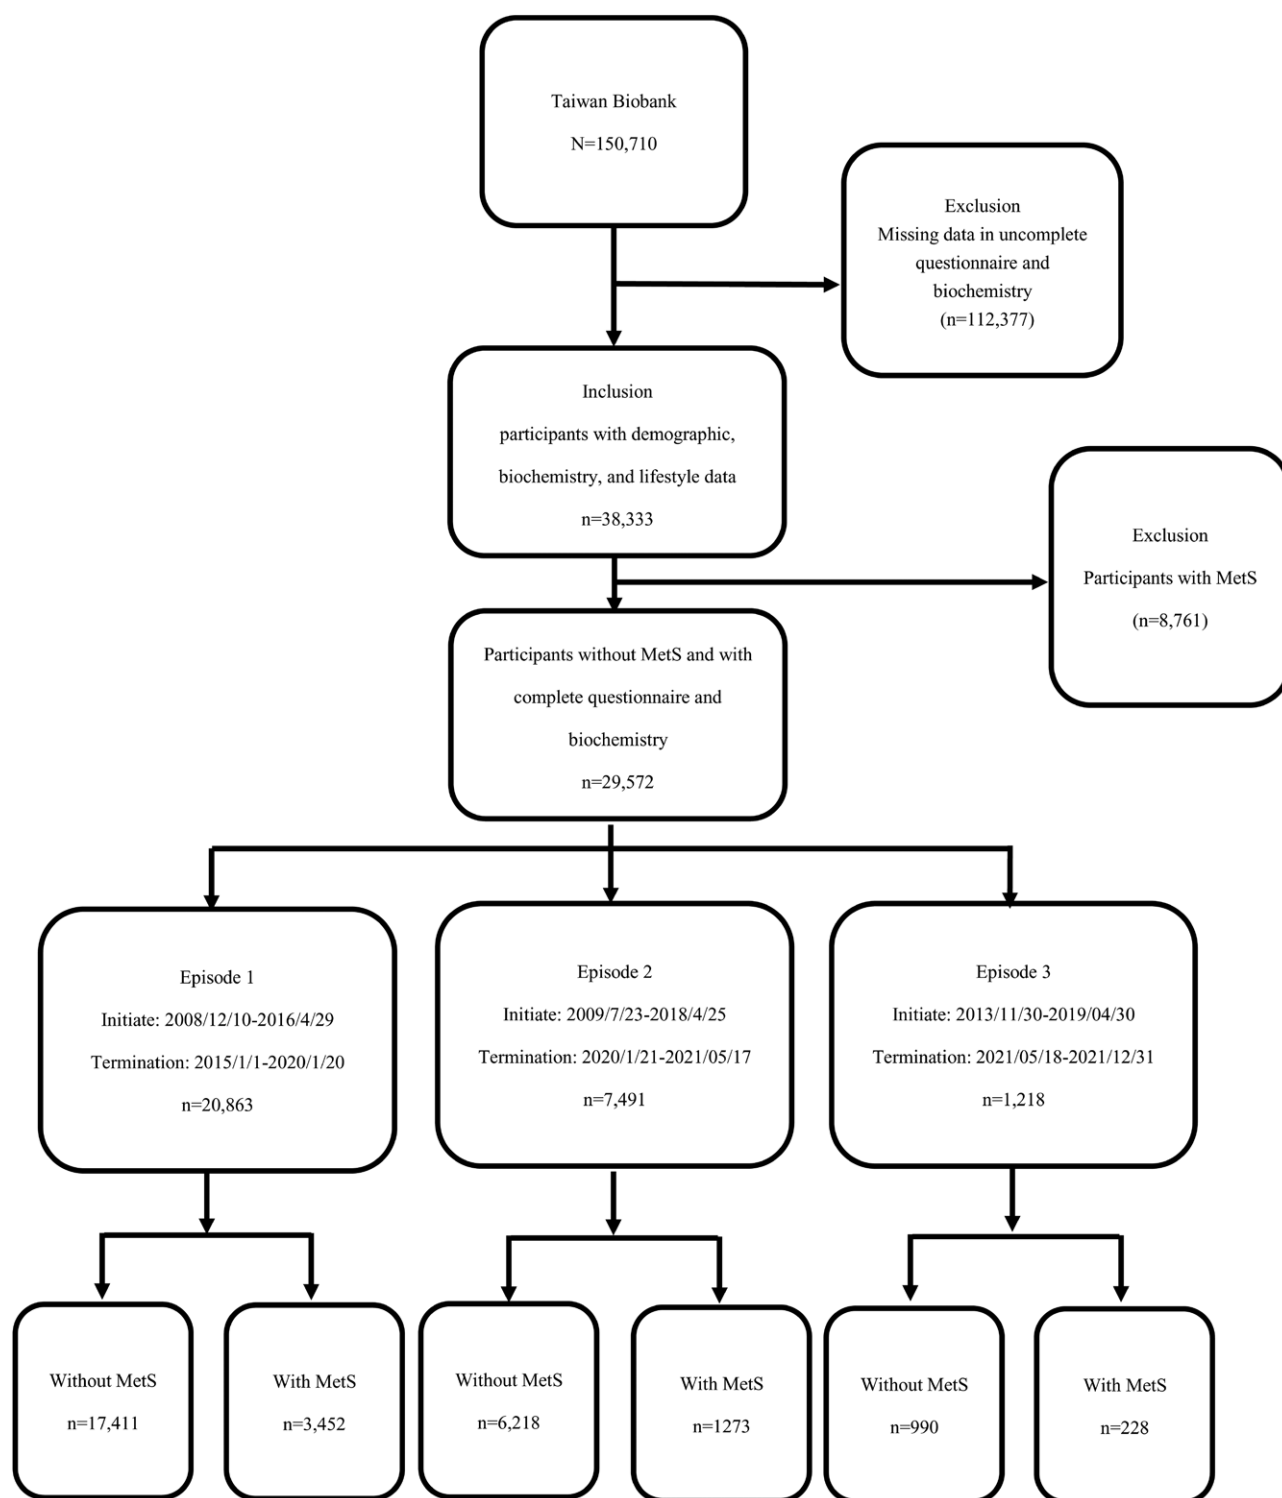 Taiwan Biobank
N=150,710
Exclusion
Missing data in uncomplete
questionnaire and
biochemistry
(n=112,377)
Inclusion
participants with demographic,
biochemistry, and lifestyle data
n=38,333
Exclusion
Participants with MetS
(n=8,761)
Participants without MetS and with
complete questionnaire and
biochemistry
n=29,572
Episode 1
Initiate: 2008/12/10-2016/4/29
Termination: 2015/1/1-2020/1/20
n=20,863
Episode 2
Initiate: 2009/7/23-2018/4/25
Termination: 2020/1/21-2021/05/17
n=7,491
Episode 3
Initiate: 2013/11/30-2019/04/30
Termination: 2021/05/18-2021/12/31
n=1,218
Without MetS
n=17,411
With MetS
n=3,452
Without MetS
n=6,218
With MetS
n=1273
Without MetS
n=990
With MetS
n=228